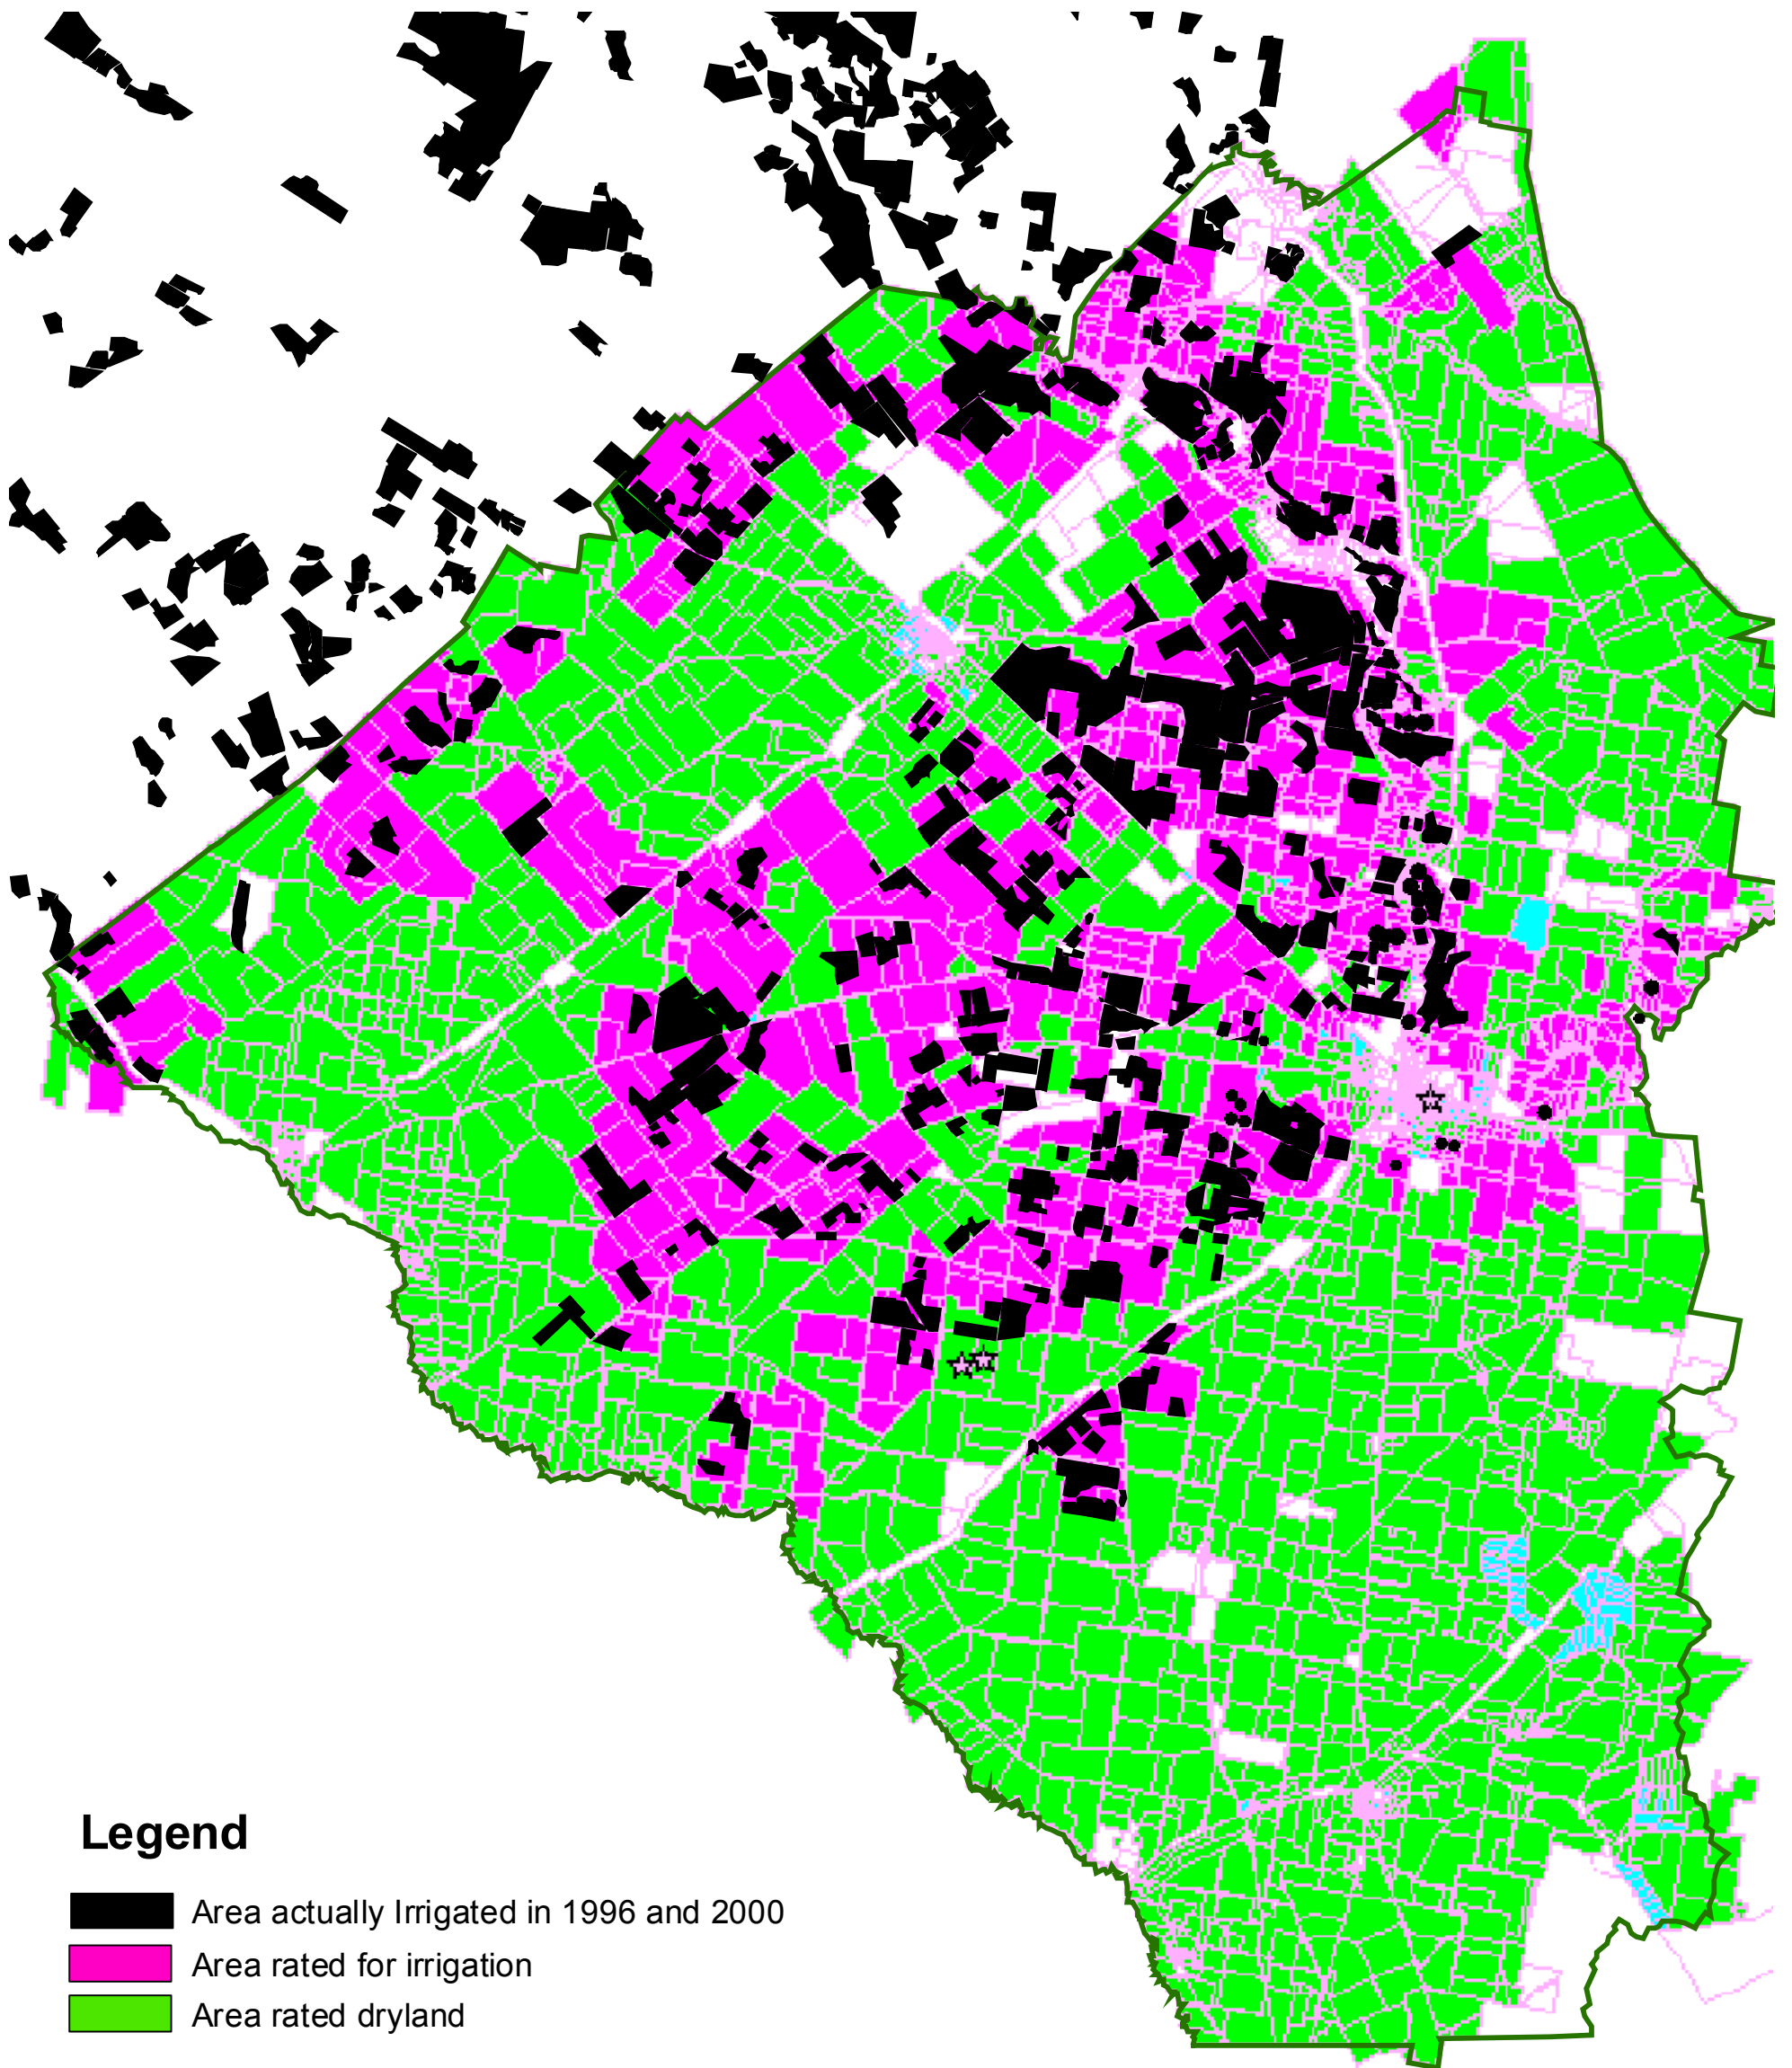 Legend
Area actually Irrigated in 1996 and 2000
Area rated for irrigation
Area rated dryland